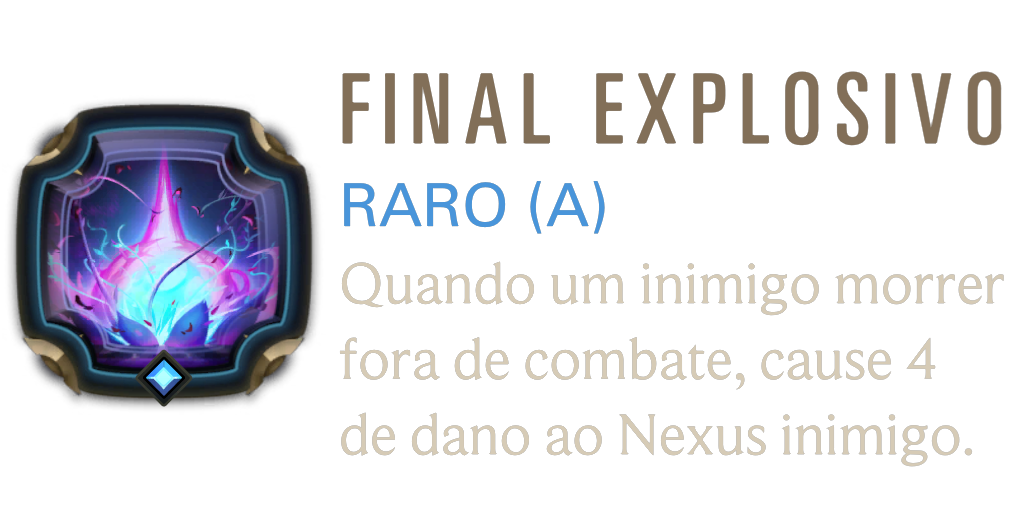 FINAL EXPLOSIVO
RARO (A)
Quando um inimigo morrer
fora de combate, cause 4
de dano ao Nexus inimigo.